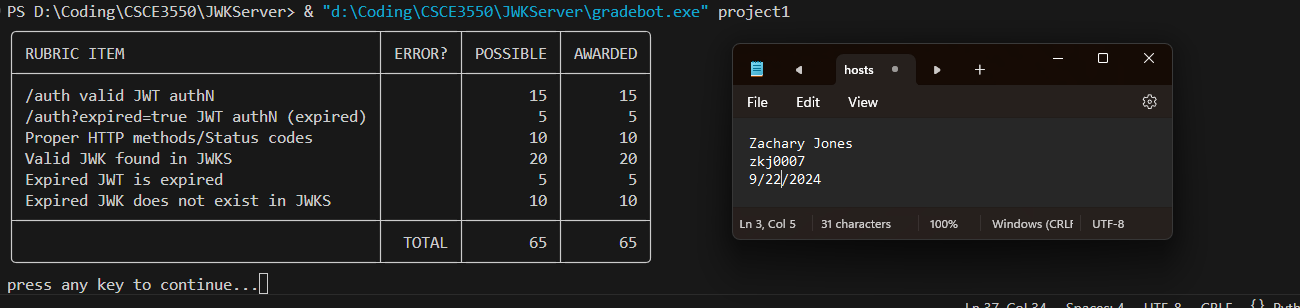 PS D:\Coding\CSCE3550\JWKServer> & "d:\Coding\CSCE3550\JWKServer\gradebot.exe" project1
RUBRIC ITEM ERROR? POSSIBLE AWARDED
/auth valid JWT authN 15 15
/auth?expired=true JWT authN (expired) 5 5
Proper HTTP methods/Status codes 10 10
Valid JWK found in JWKS 20 20
Expired JWT is expired 5 5
Expired JWK does not exist in JWKS 10 10
TOTAL 65 65
press any key to continue...
hosts
File Edit View
Zachary Jones
zkj0007
9/22/2024
Ln 3, Col 5 31 characters 100% Windows (CRLF UTF-8
Ln 37, Col 34 Spaces: 4 UTF-8 CRLF {} Pyth